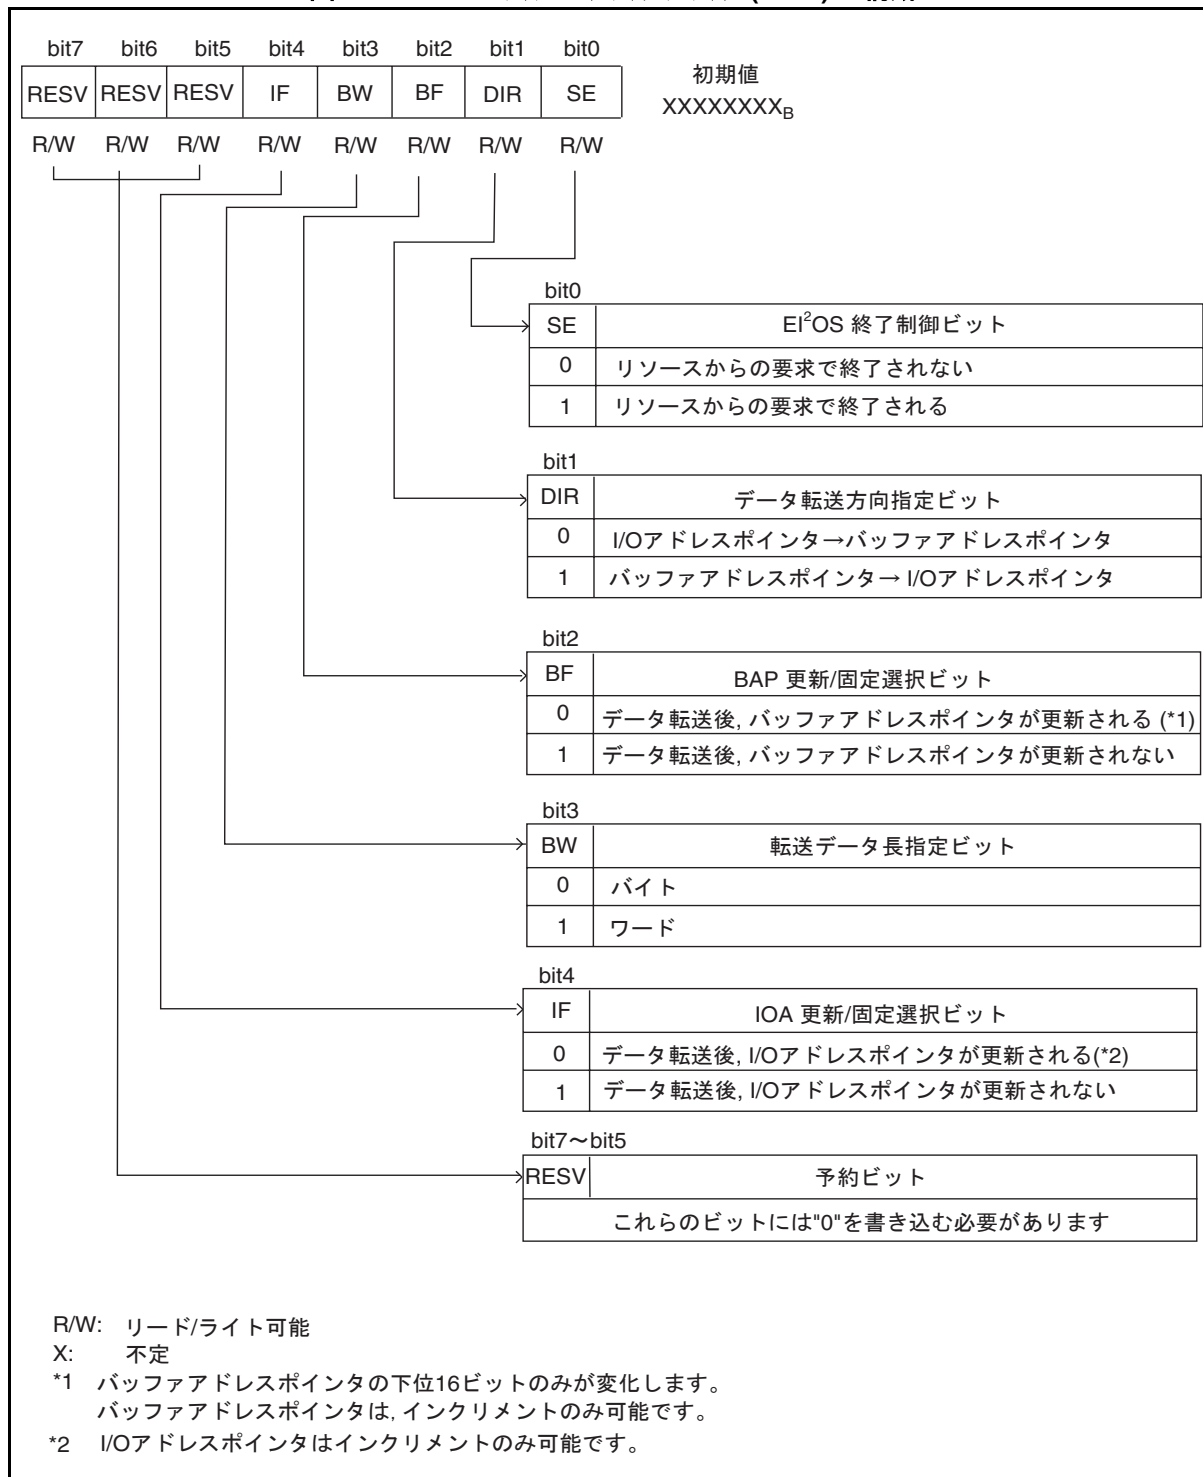 bit7 bit6 bit5 bit4 bit3 bit2 bit1 bit0
RESV RESV RESV IF BW BF DIR SE
初期値
XXXXXXXXB
R/W R/W R/W R/W R/W R/W R/W R/W
bit0
SE EI2OS 終了制御ビット
0 リソースからの要求で終了されない
1 リソースからの要求で終了される
bit1
DIR データ転送方向指定ビット
0 I/Oアドレスポインタ→バッファアドレスポインタ
1 バッファアドレスポインタ→ I/Oアドレスポインタ
bit2
BF BAP 更新/固定選択ビット
0 データ転送後, バッファアドレスポインタが更新される (*1)
1 データ転送後, バッファアドレスポインタが更新されない
bit3
BW 転送データ長指定ビット
0 バイト
1 ワード
bit4
IF IOA 更新/固定選択ビット
0 データ転送後, I/Oアドレスポインタが更新される(*2)
1 データ転送後, I/Oアドレスポインタが更新されない
bit7～bit5
RESV 予約ビット
これらのビットには"0"を書き込む必要があります
R/W: リード/ライト可能
X: 不定
*1 バッファアドレスポインタの下位16ビットのみが変化します。
バッファアドレスポインタは, インクリメントのみ可能です。
*2 I/Oアドレスポインタはインクリメントのみ可能です。